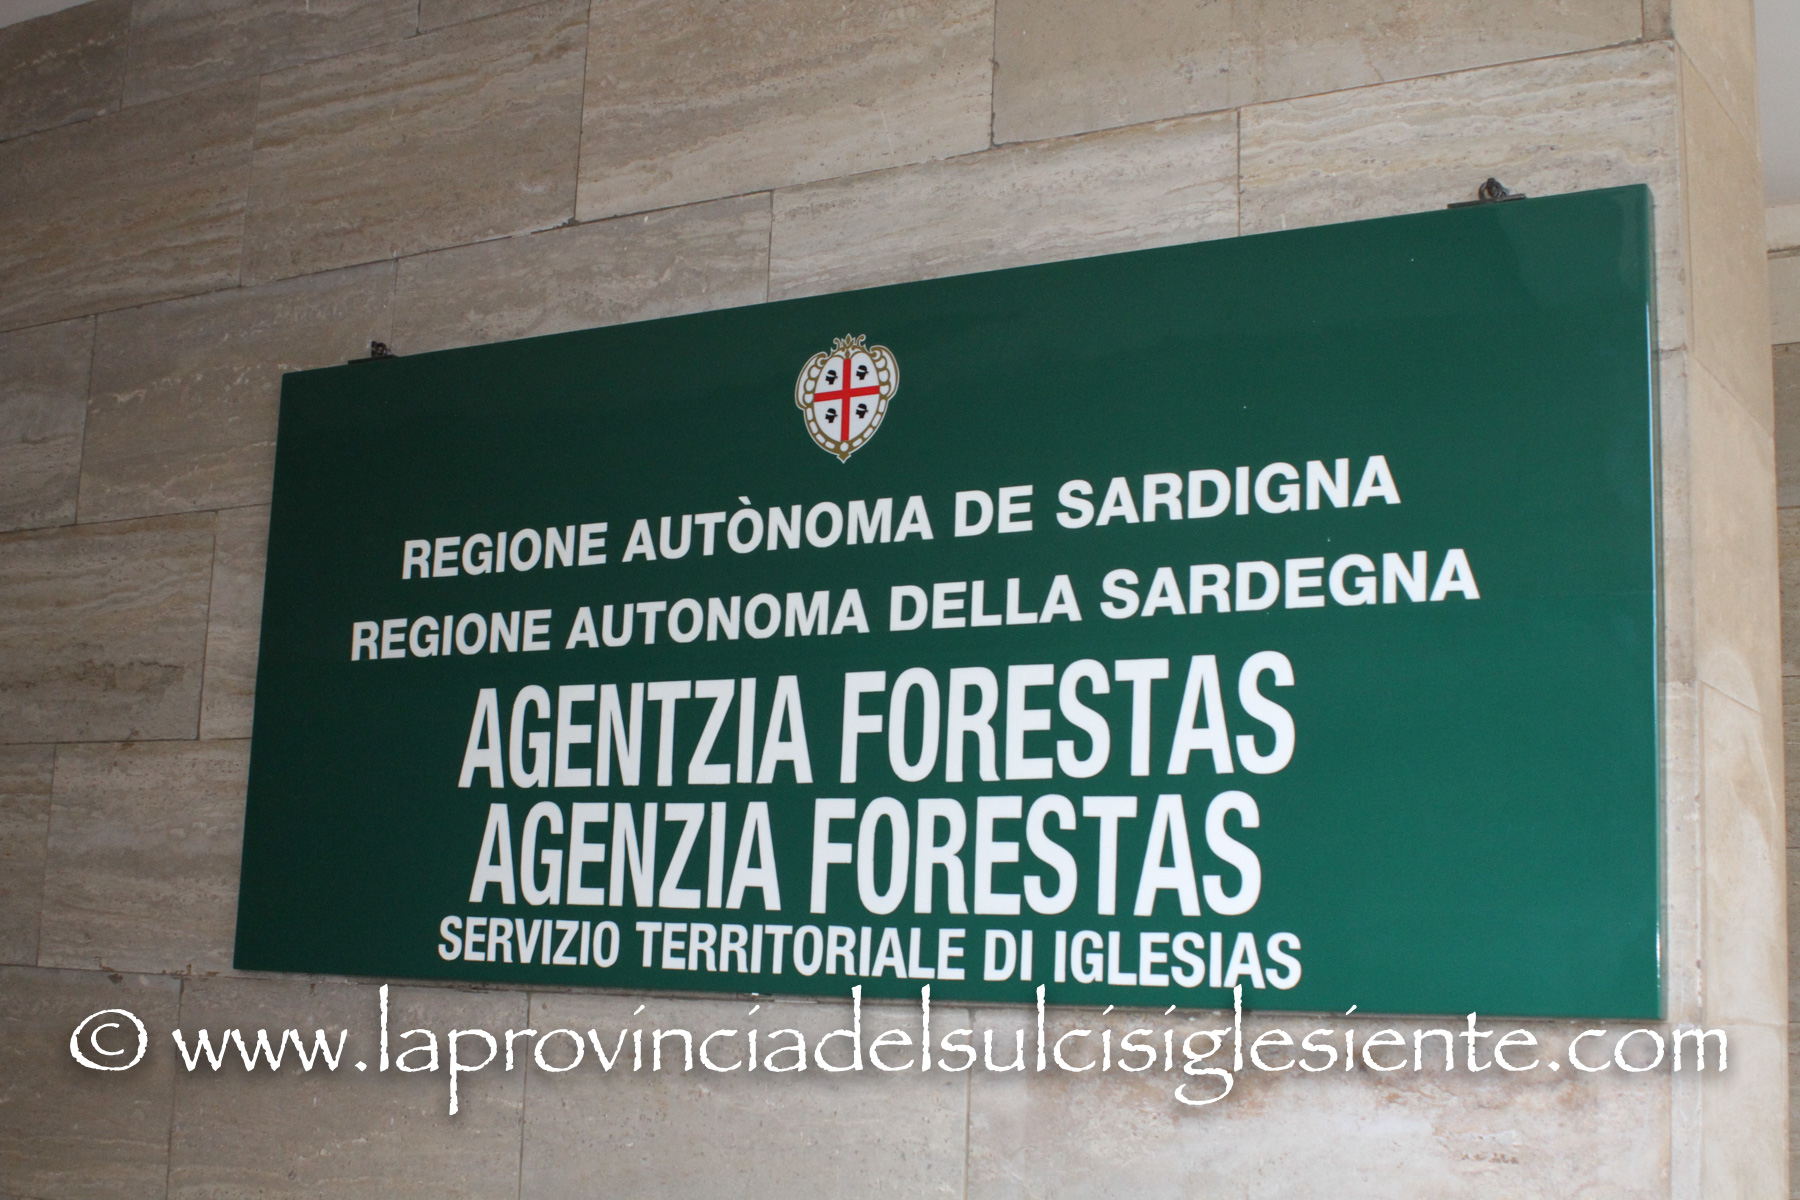 REGIONE AUTÒNOMA DE SARDIGNA
REGIONE AUTONOMA DELLA SARDEGNA
AGENTZIA FORESTAS
AGENZIA FORESTAS
SERVIZIO TERRITORIALE DI IGLESIAS
© www.laprovinciadelsulcisiglesiente.com